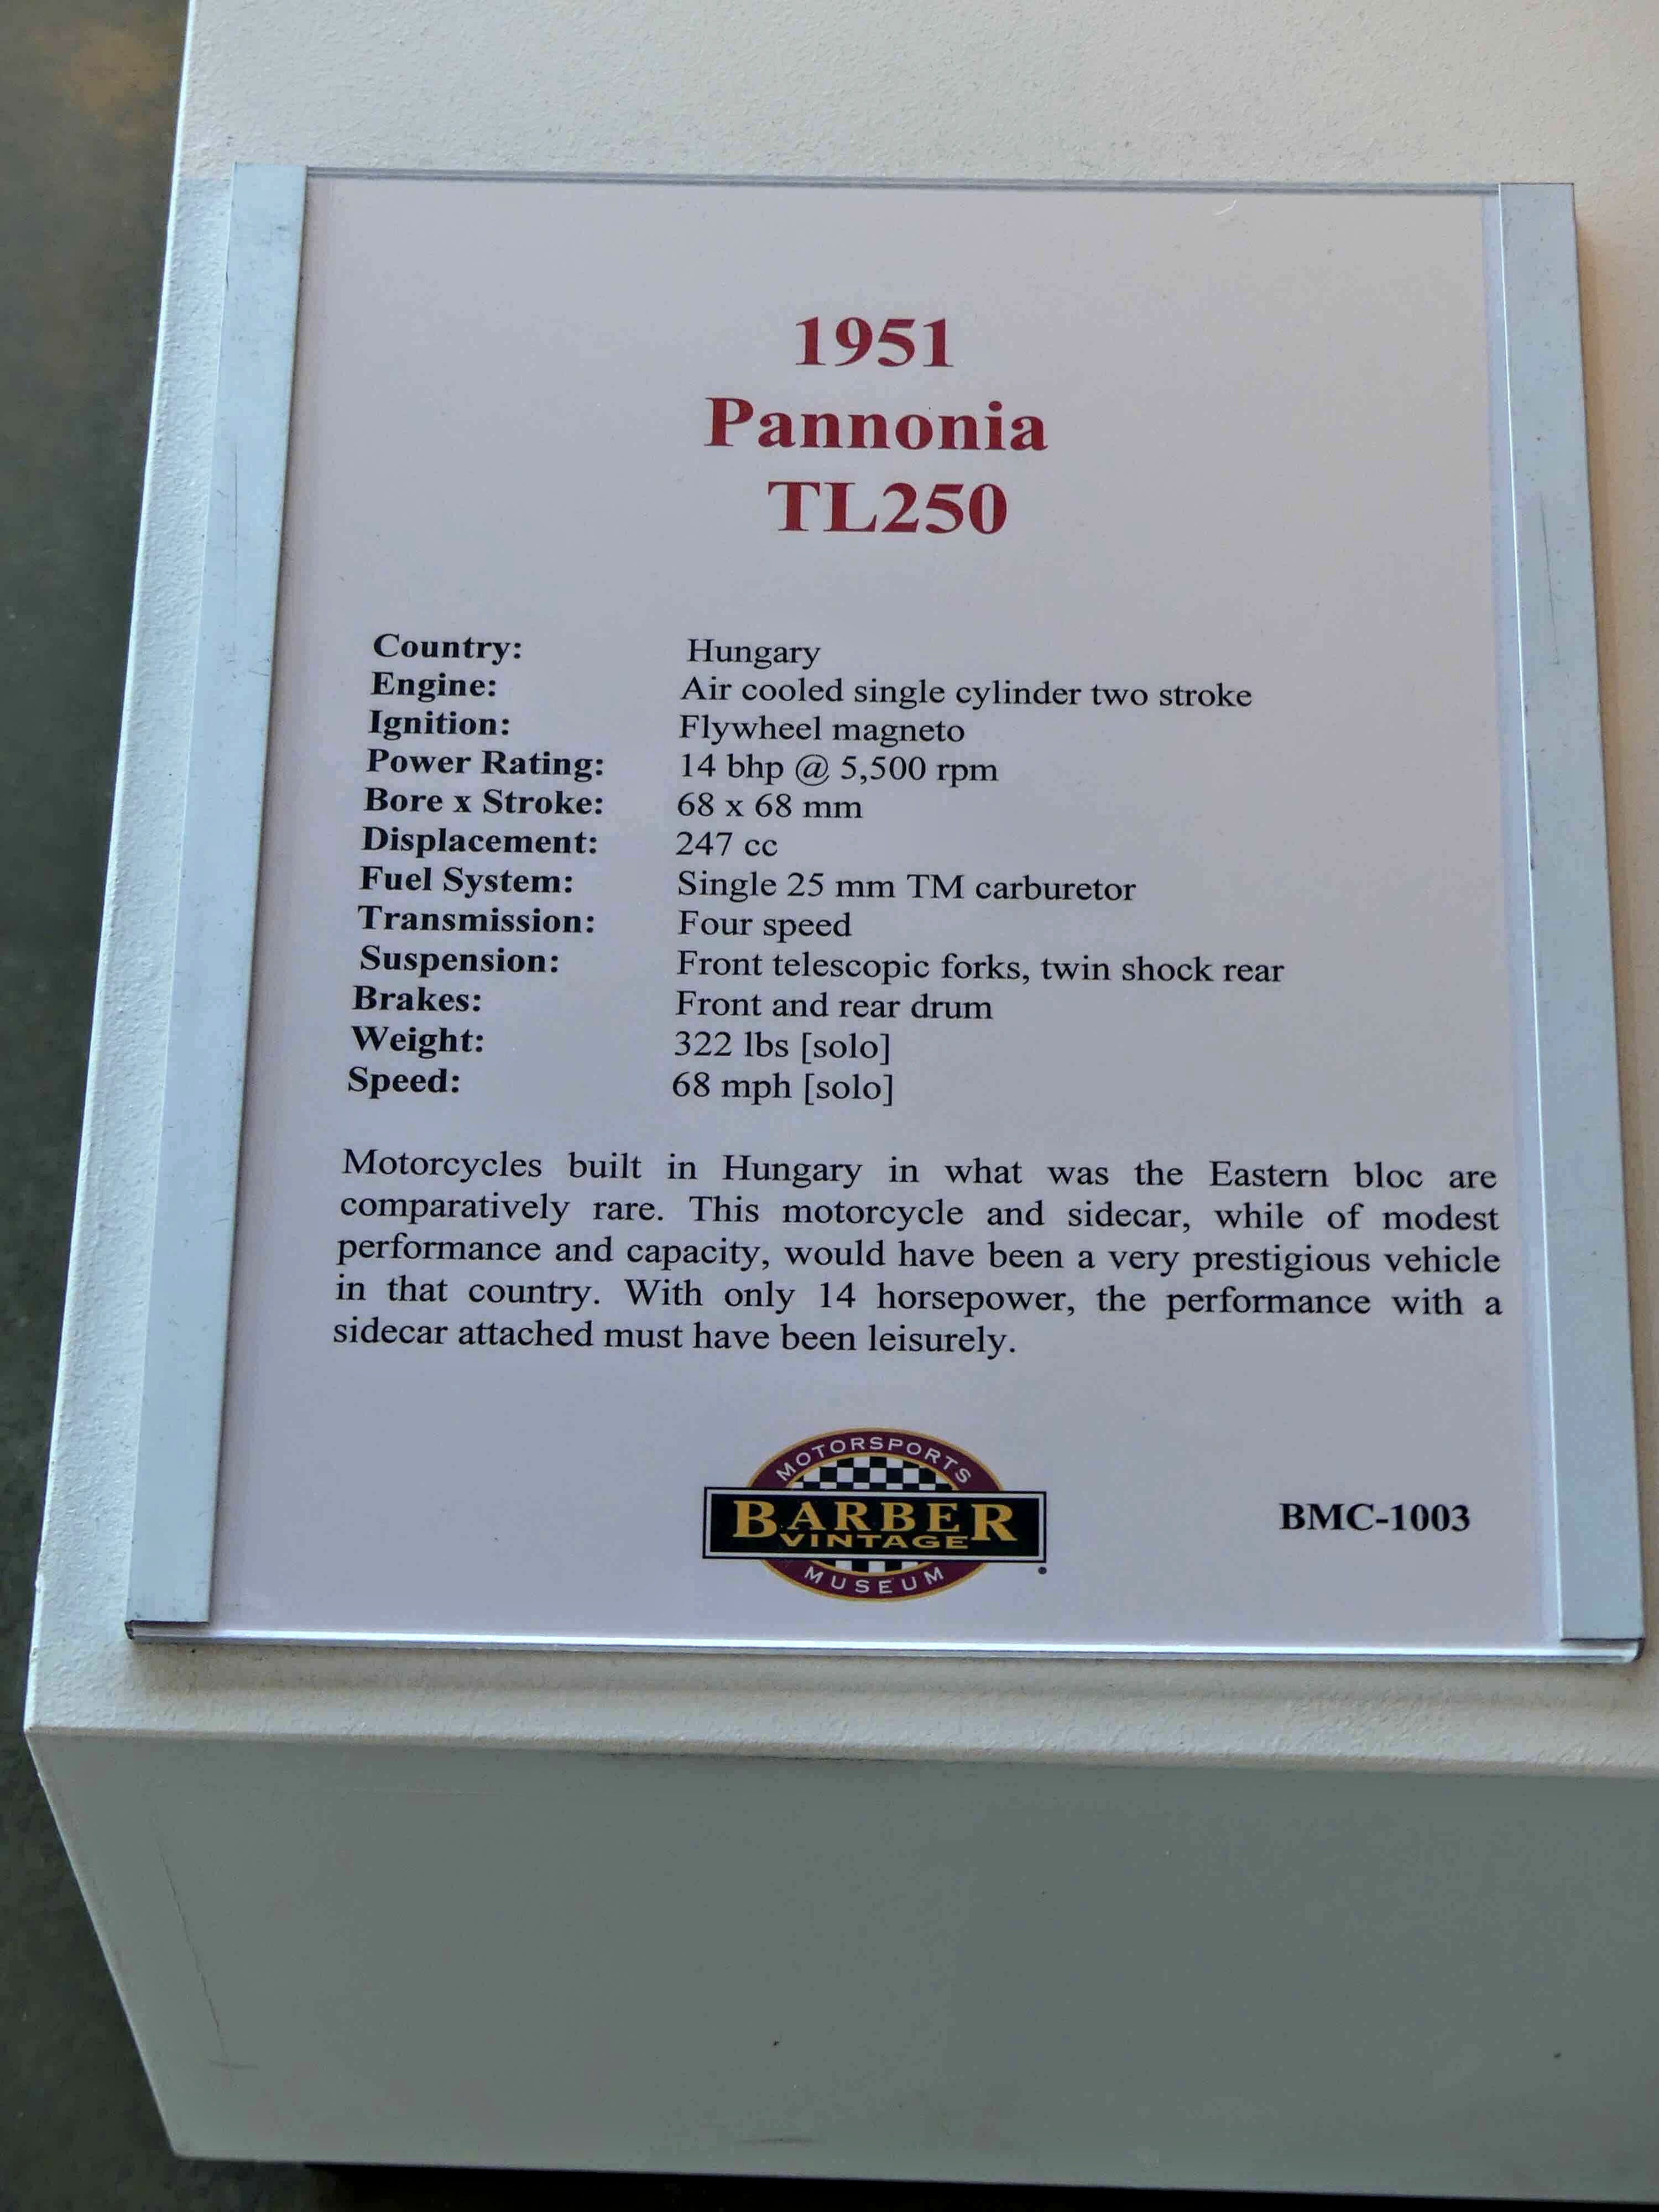 1951
Pannonia
TL250
Country: Hungary
Engine: Air cooled single cylinder two stroke
Ignition: Flywheel magneto
Power Rating: 14 bhp @ 5,500 rpm
Bore x Stroke: 68 x 68 mm
Displacement: 247 cc
Fuel System: Single 25 mm TM carburetor
Transmission: Four speed
Suspension: Front telescopic forks, twin shock rear
Brakes: Front and rear drum
Weight: 322 lbs [solo]
Speed: 68 mph [solo]
Motorcycles built in Hungary in what was the Eastern bloc are
comparatively rare. This motorcycle and sidecar, while of modest
performance and capacity, would have been a very prestigious vehicle
in that country. With only 14 horsepower, the performance with a
sidecar attached must have been leisurely.
MOTORSPORTS
BARBER
VINTAGE
MUSEUM
BMC-1003